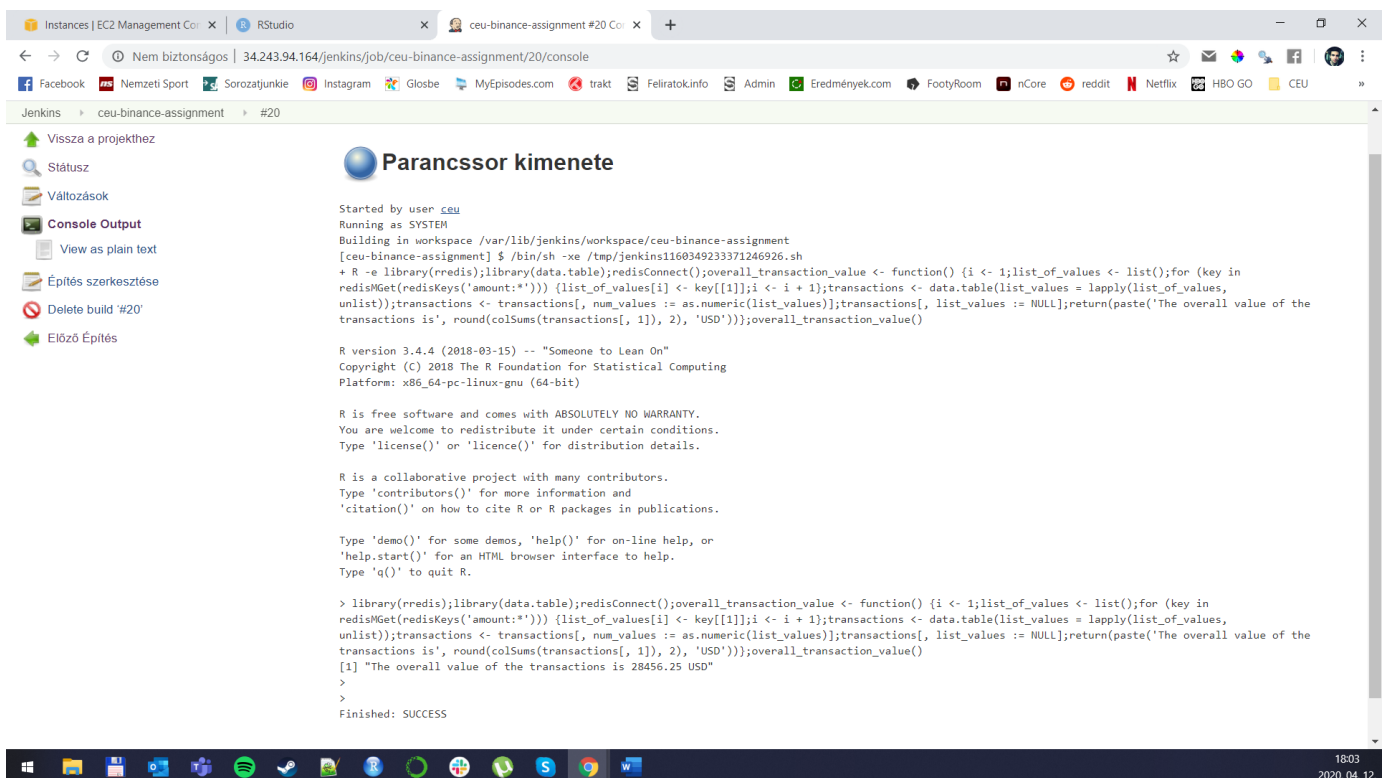 Instances | EC2 Management Con
RStudio
ceu-binance-assignment #20 Con
Nem biztonságos | 34.243.94.164/jenkins/job/ceu-binance-assignment/20/console
Facebook
Nemzeti Sport
Sorozatjunkie
Instagram
Glosbe
MyEpisodes.com
trakt
Feliratok.info
Admin
Eredmények.com
FootyRoom
nCore
reddit
Netflix
HBO GO
CEU
»
Jenkins
ceu-binance-assignment
#20
Vissza a projekthez
Státusz
Változások
Console Output
View as plain text
Építés szerkesztése
Delete build ‘#20’
Előző Építés
Parancssor kimenete
Started by user ceu
Running as SYSTEM
Building in workspace /var/lib/jenkins/workspace/ceu-binance-assignment
[ceu-binance-assignment] $ /bin/sh -xe /tmp/jenkins1160349233371246926.sh
+ R -e library(rredis);library(data.table);redisConnect();overall_transaction_value <- function() {i <- 1;list_of_values <- list();for (key in
redisMGet(redisKeys('amount:*'))) {list_of_values[i] <- key[[1]];i <- i + 1};transactions <- data.table(list_values = lapply(list_of_values,
unlist));transactions <- transactions[, num_values := as.numeric(list_values)];transactions[, list_values := NULL];return(paste('The overall value of the
transactions is', round(colSums(transactions[, 1]), 2), 'USD'))};overall_transaction_value()
R version 3.4.4 (2018-03-15) -- "Someone to Lean On"
Copyright (C) 2018 The R Foundation for Statistical Computing
Platform: x86_64-pc-linux-gnu (64-bit)
R is free software and comes with ABSOLUTELY NO WARRANTY.
You are welcome to redistribute it under certain conditions.
Type 'license()' or 'licence()' for distribution details.
R is a collaborative project with many contributors.
Type 'contributors()' for more information and
'citation()' on how to cite R or R packages in publications.
Type 'demo()' for some demos, 'help()' for on-line help, or
'help.start()' for an HTML browser interface to help.
Type 'q()' to quit R.
> library(rredis);library(data.table);redisConnect();overall_transaction_value <- function() {i <- 1;list_of_values <- list();for (key in
redisMGet(redisKeys('amount:*'))) {list_of_values[i] <- key[[1]];i <- i + 1};transactions <- data.table(list_values = lapply(list_of_values,
unlist));transactions <- transactions[, num_values := as.numeric(list_values)];transactions[, list_values := NULL];return(paste('The overall value of the
transactions is', round(colSums(transactions[, 1]), 2), 'USD'))};overall_transaction_value()
[1] "The overall value of the transactions is 28456.25 USD"
>
>
Finished: SUCCESS
18:03
2020. 04. 12.